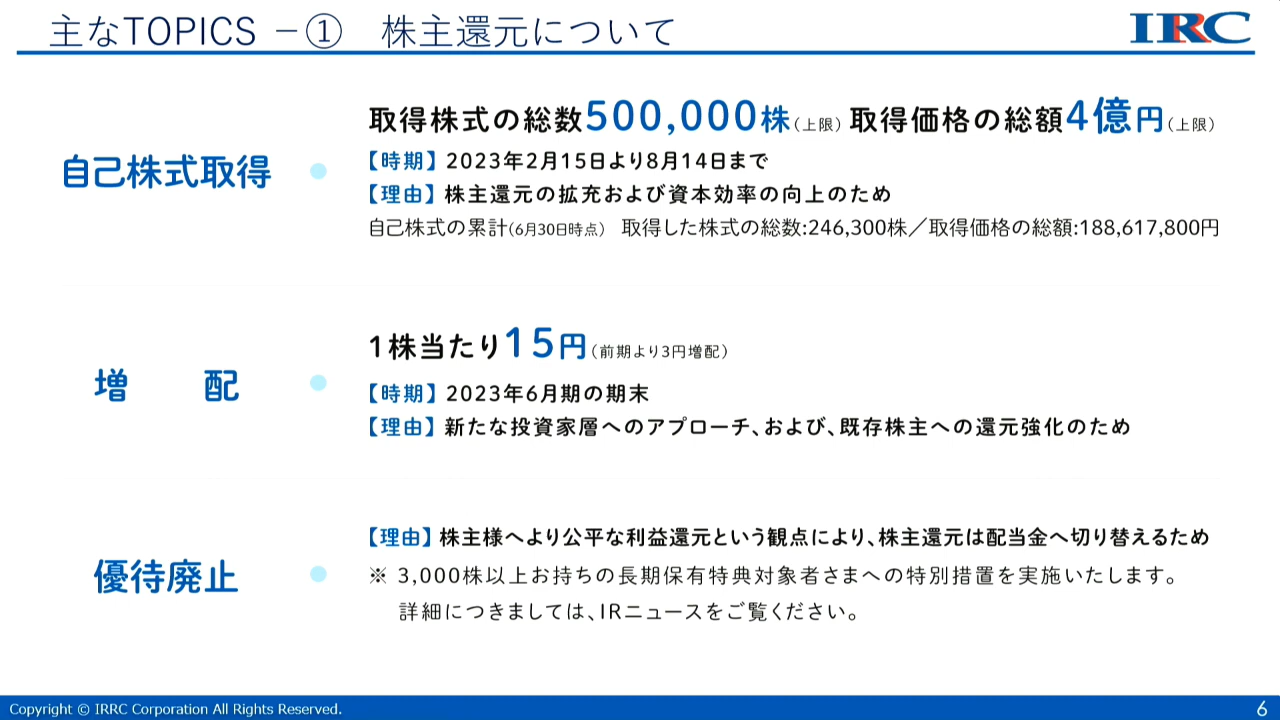 主なTOPICS －① 株主還元について
IRRC
取得株式の総数500,000株（上限） 取得価格の総額4億円（上限）
自己株式取得
【時期】2023年2月15日より8月14日まで
【理由】株主還元の拡充および資本効率の向上のため
自己株式の累計（6月30日時点） 取得した株式の総数:246,300株／取得価格の総額:188,617,800円
1株当たり15円（前期より3円増配）
増 配
【時期】2023年6月期の期末
【理由】新たな投資家層へのアプローチ、および、既存株主への還元強化のため
優待廃止
【理由】株主様へより公平な利益還元という観点により、株主還元は配当金へ切り替えるため
※ 3,000株以上お持ちの長期保有特典対象者さまへの特別措置を実施いたします。
詳細につきましては、IRニュースをご覧ください。
Copyright © IRRC Corporation All Rights Reserved.
6